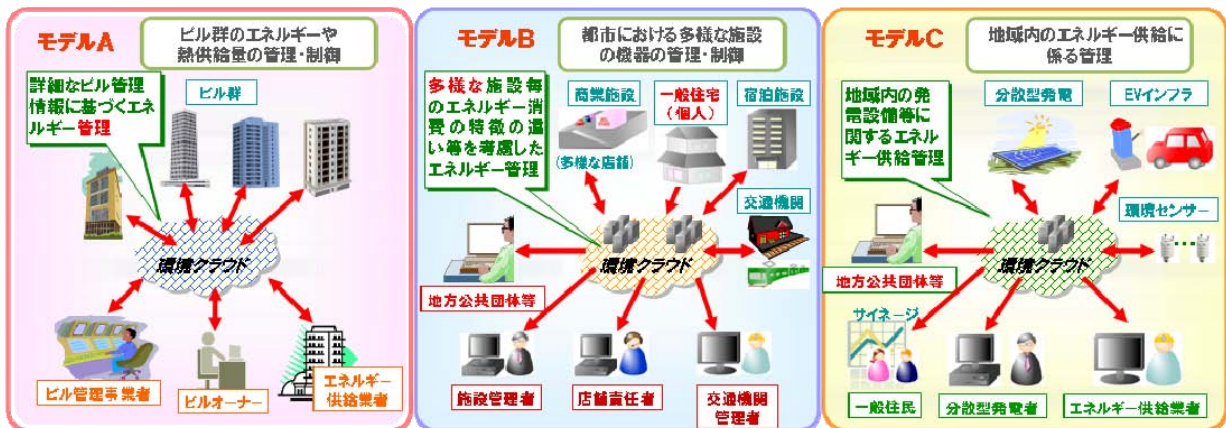 モデルA
ビル群のエネルギーや
熱供給量の管理・制御
詳細なビル管理
情報に基づくエネ
ルギー管理
ビル群
環境クラウド
ビル管理事業者
ビルオーナー
エネルギー
供給業者
モデルB
都市における多様な施設
の機器の管理・制御
多様な施設毎
のエネルギー消
費の特徴の違
い等を考慮した
エネルギー管理
商業施設
(多様な店舗)
一般住宅
(個人)
宿泊施設
交通機関
環境クラウド
地方公共団体等
施設管理者
店舗責任者
交通機関
管理者
モデルC
地域内のエネルギー供給に
係る管理
地域内の発
電設備等に
関するエネル
ギー供給管理
分散型発電
EVインフラ
環境センサー
環境クラウド
地方公共団体等
サイネージ
一般住民
分散型発電者
エネルギー供給業者